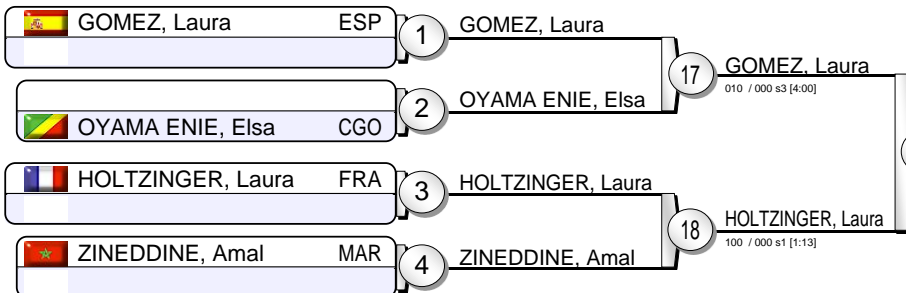 GOMEZ, Laura ESP
1
GOMEZ, Laura
17
GOMEZ, Laura
010 / 000 s3 [4:00]
2
OYAMA ENIE, Elsa
OYAMA ENIE, Elsa CGO
HOLTZINGER, Laura FRA
3
HOLTZINGER, Laura
18
HOLTZINGER, Laura
100 / 000 s1 [1:13]
ZINEDDINE, Amal MAR
4
ZINEDDINE, Amal